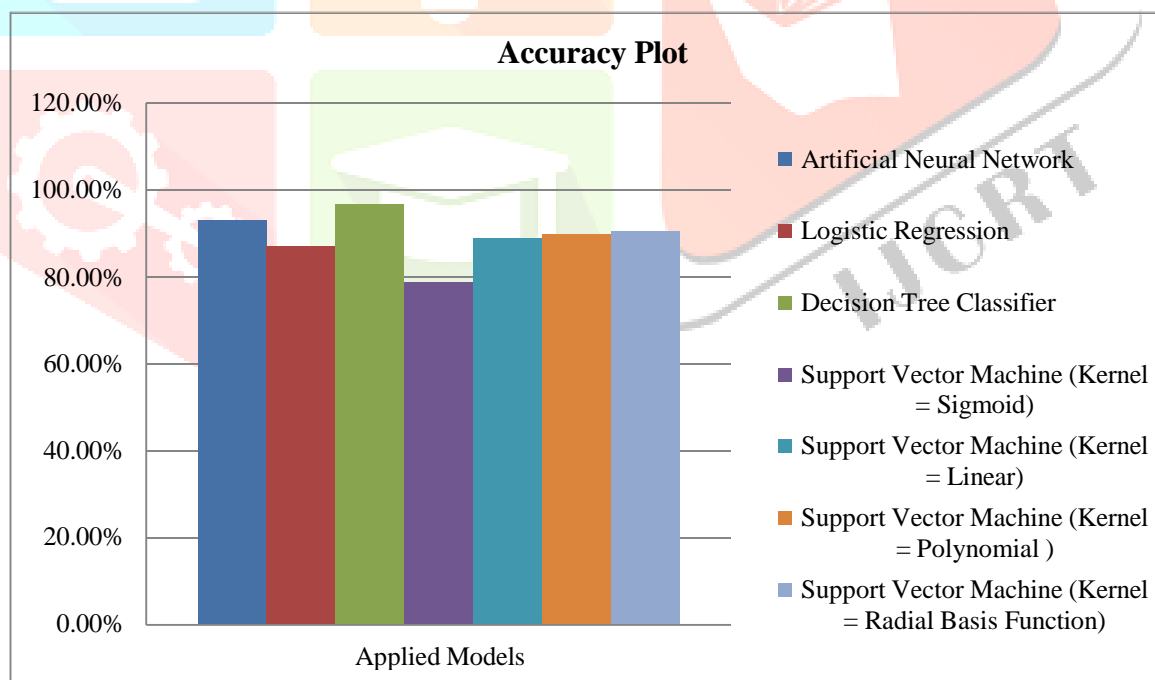 Accuracy Plot
120.00%
100.00%
80.00%
60.00%
40.00%
20.00%
0.00%
Applied Models
Artificial Neural Network
Logistic Regression
Decision Tree Classifier
Support Vector Machine (Kernel
= Sigmoid)
Support Vector Machine (Kernel
= Linear)
Support Vector Machine (Kernel
= Polynomial )
Support Vector Machine (Kernel
= Radial Basis Function)
IJCRT